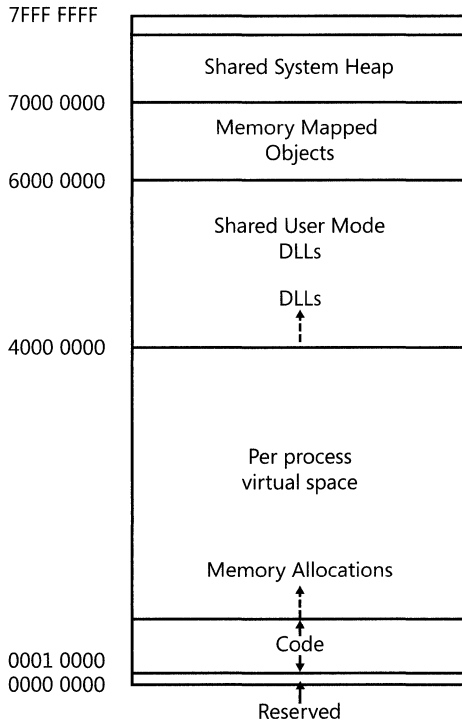 7FFF FFFF
Shared System Heap
7000 0000
Memory Mapped
Objects
6000 0000
Shared User Mode
DLLs
DLLs
4000 0000
Per process
virtual space
Memory Allocations
Code
0001 0000
0000 0000
Reserved